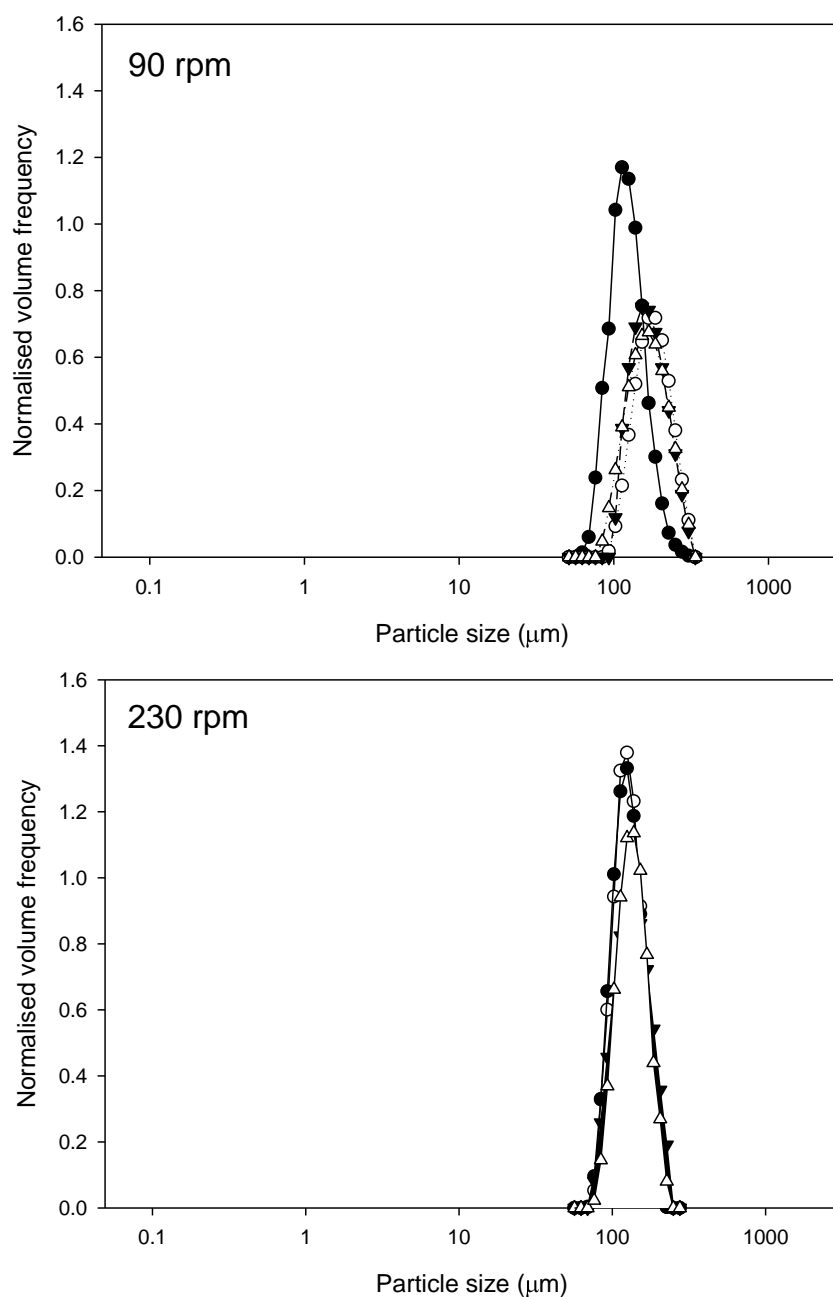 90 rpm
Normalised volume frequency
1.6
1.4
1.2
1.0
0.8
0.6
0.4
0.2
0.0
0.1 1 10 100 1000
Particle size (μm)
230 rpm
Normalised volume frequency
1.6
1.4
1.2
1.0
0.8
0.6
0.4
0.2
0.0
0.1 1 10 100 1000
Particle size (μm)